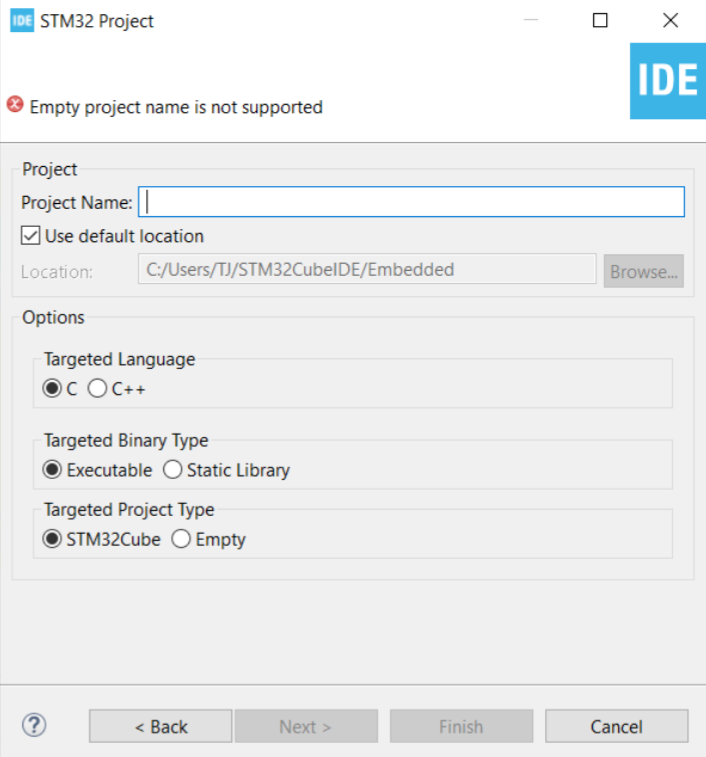 IDE STM32 Project
IDE
Empty project name is not supported
Project
Project Name:
Use default location
Location: C:/Users/TJ/STM32CubeIDE/Embedded Browse...
Options
Targeted Language
C C++
Targeted Binary Type
Executable Static Library
Targeted Project Type
STM32Cube Empty
? < Back Next > Finish Cancel